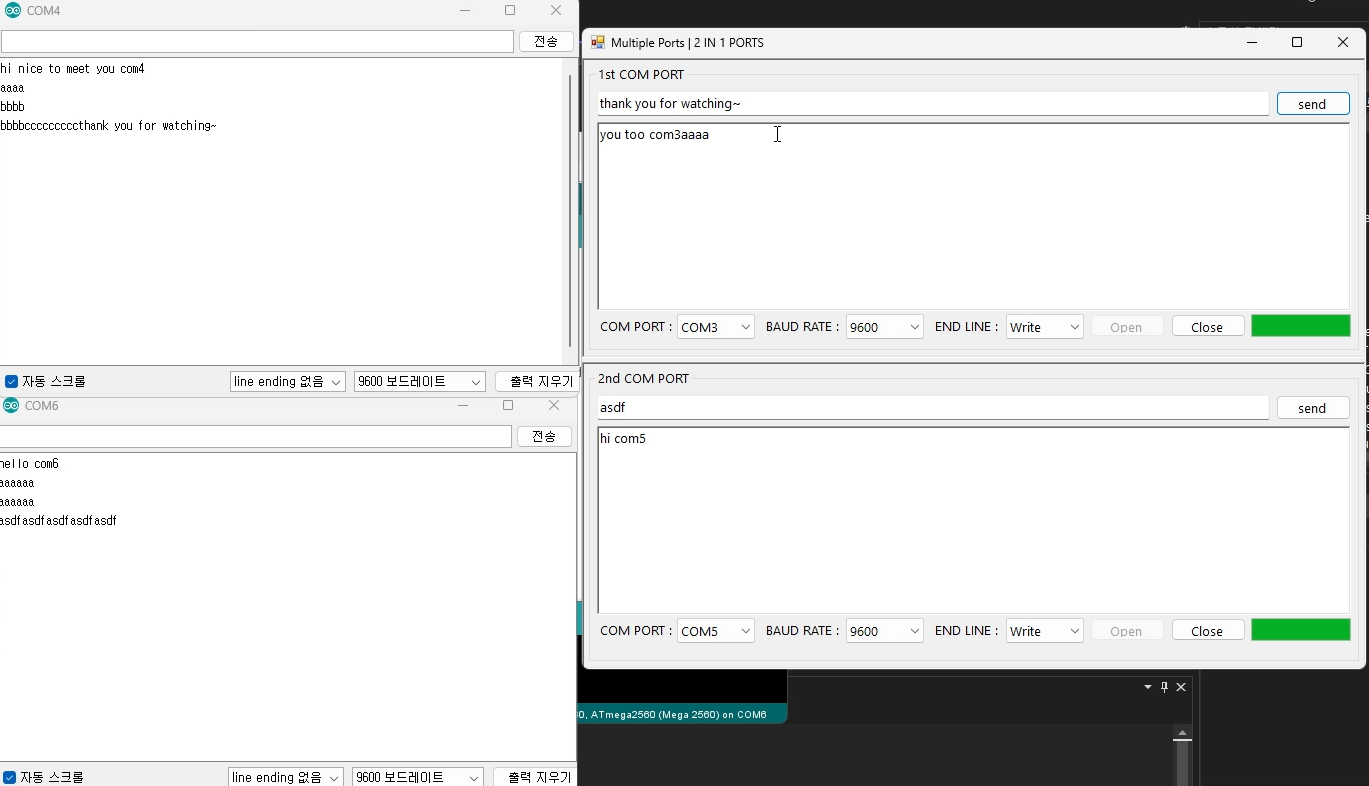 COM4
전송
hi nice to meet you com4
aaaa
bbbb
bbbbcccccccccthank you for watching~
자동 스크롤
line ending 없음
9600 보드레이트
출력 지우기
COM6
전송
hello com6
aaaaaa
aaaaaa
asdfasdfasdfasdfasdf
자동 스크롤
line ending 없음
9600 보드레이트
출력 지우기
Multiple Ports | 2 IN 1 PORTS
1st COM PORT
thank you for watching~
send
you too com3aaaa
COM PORT : COM3 BAUD RATE : 9600 END LINE : Write Open Close
2nd COM PORT
asdf
send
hi com5
COM PORT : COM5 BAUD RATE : 9600 END LINE : Write Open Close
0, ATmega2560 (Mega 2560) on COM6